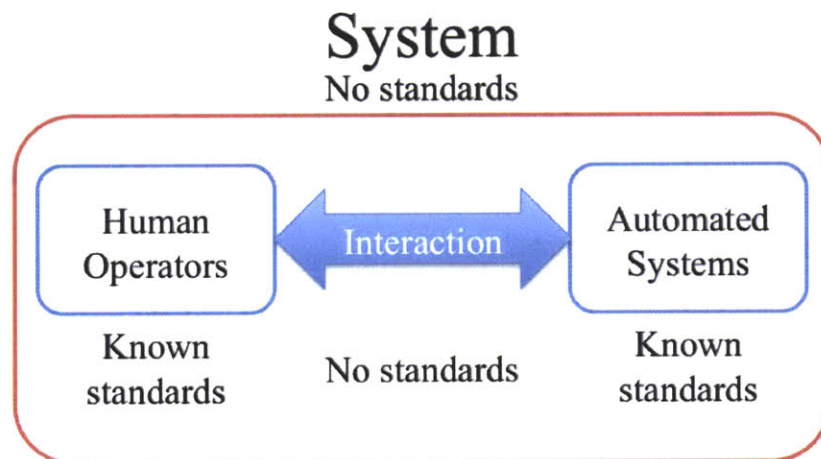 System
No standards
Human
Operators
Interaction
Automated
Systems
Known
standards
No standards
Known
standards